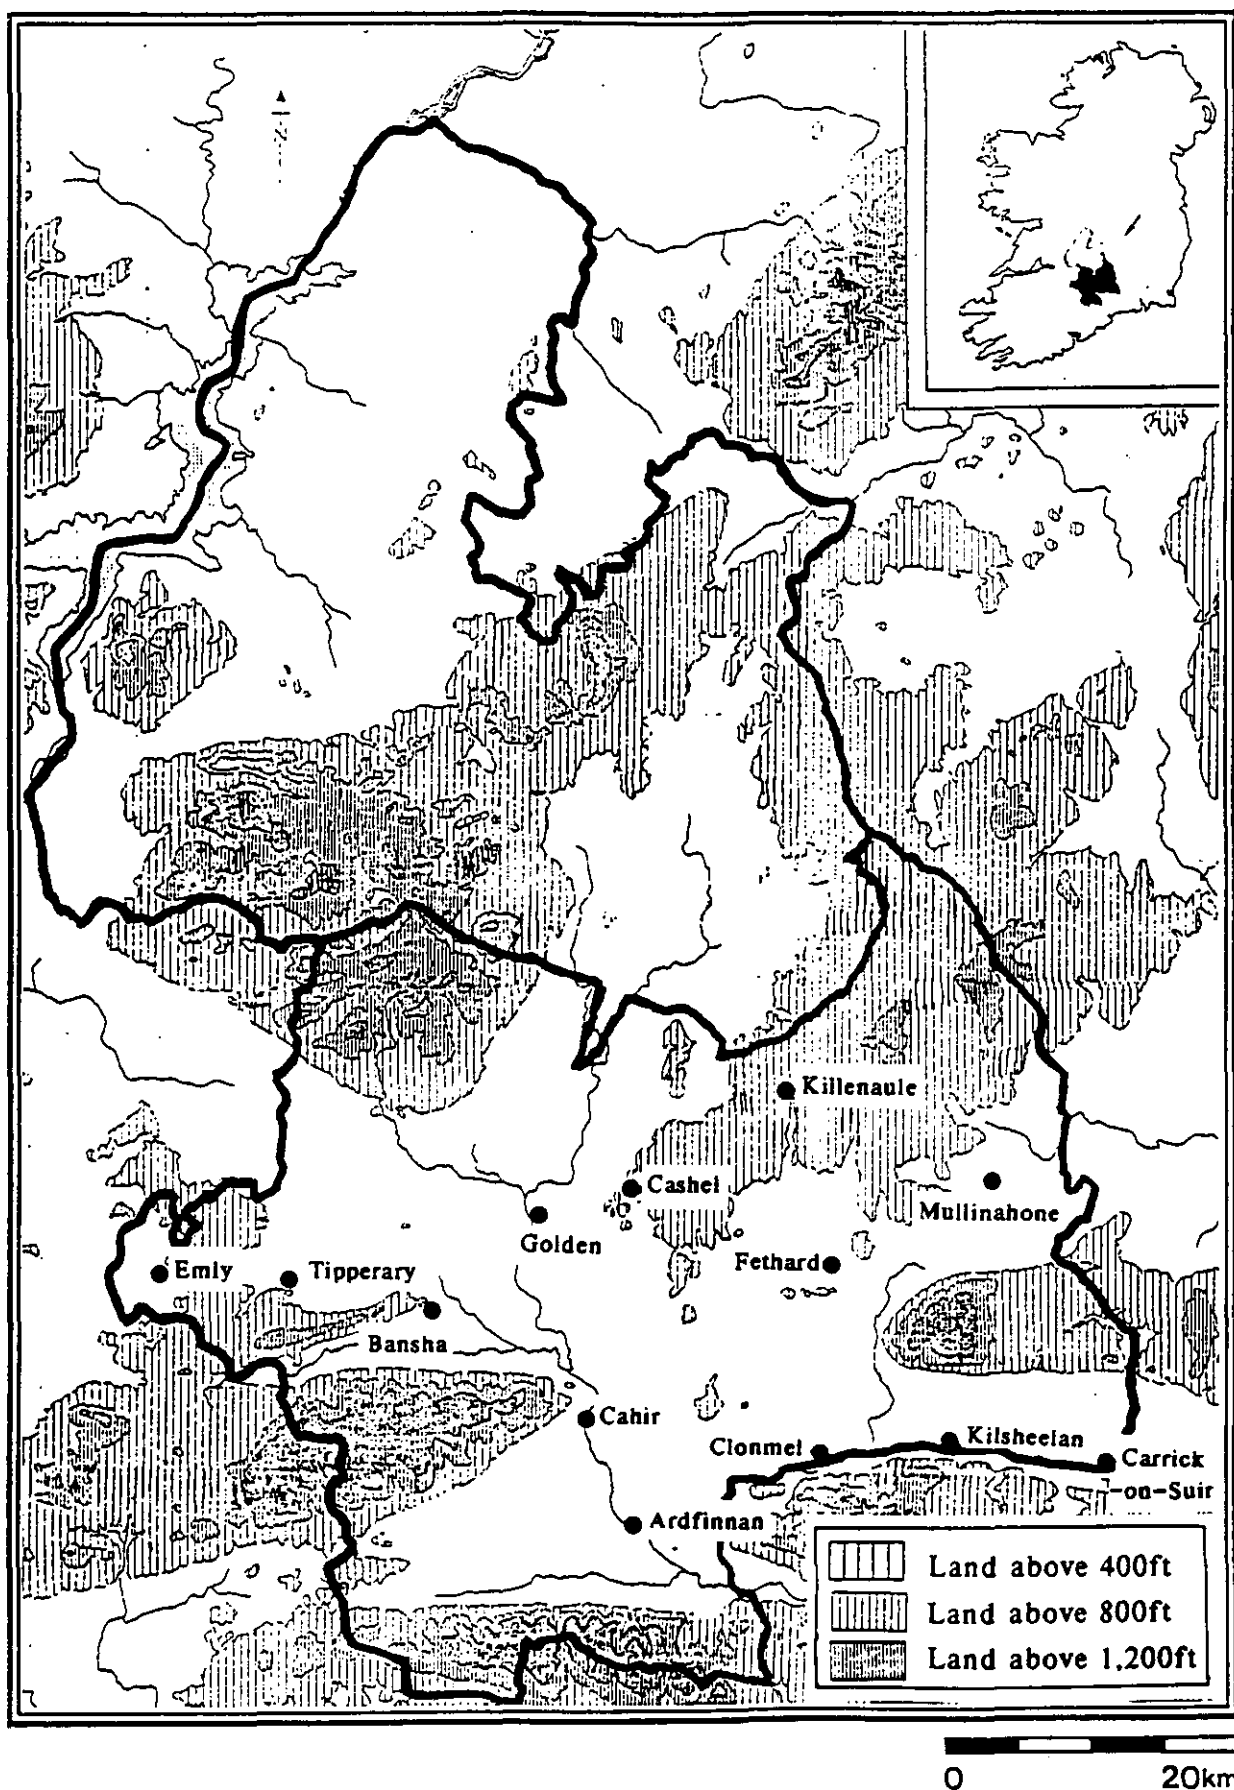 N
Killenaule
Cashel
Mullinahone
Golden
Fethard
Emly
Tipperary
Bansha
Cahir
Clonmel
Kilsheelan
Carrick
-on-Suir
Ardfinnan
Land above 400ft
Land above 800ft
Land above 1,200ft
0 20km